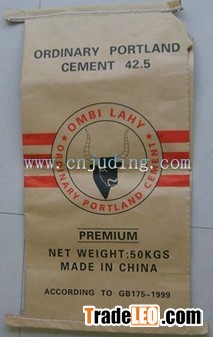 ORDINARY PORTLAND
CEMENT 42.5
OMBI LAHY
www.cnjuding.com
ORDINARY PORTLAND CEMENT
PREMIUM
NET WEIGHT:50KGS
MADE IN CHINA
ACCORDING TO GB175-1999
TradeLEO.com